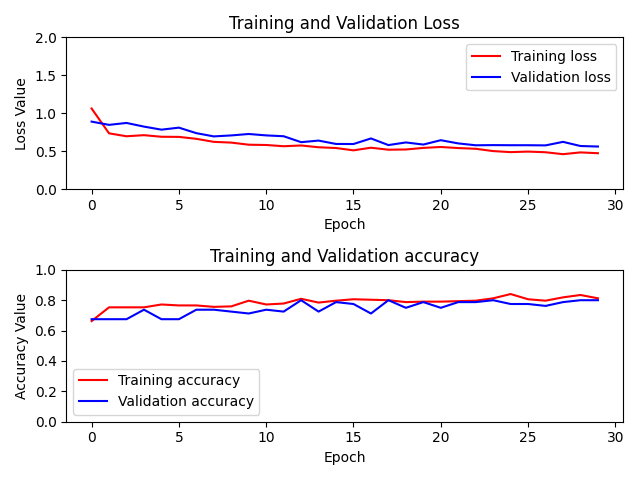 Training and Validation Loss
2.0
1.5
1.0
0.5
0.0
Loss Value
Training loss
Validation loss
0 5 10 15 20 25 30
Epoch
Training and Validation accuracy
1.0
0.8
0.6
0.4
0.2
0.0
Accuracy Value
Training accuracy
Validation accuracy
0 5 10 15 20 25 30
Epoch